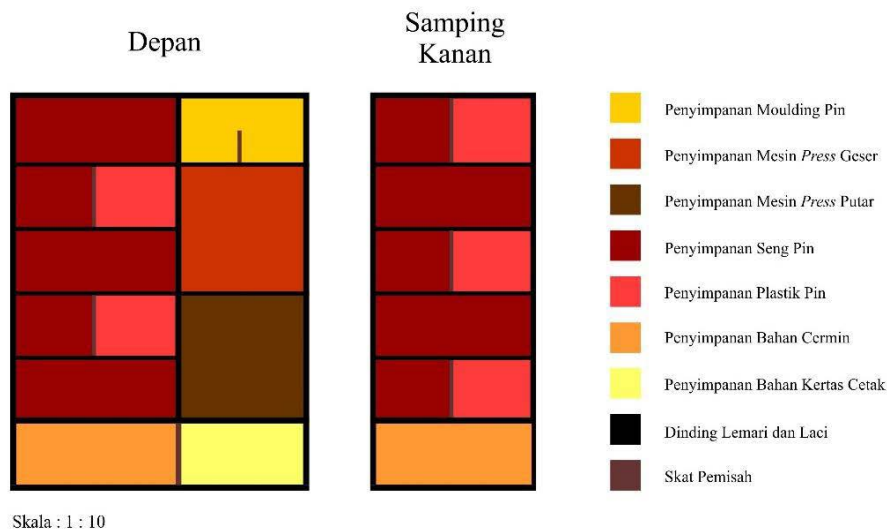 Depan
Samping
Kanan
Penyimpanan Moulding Pin
Penyimpanan Mesin Press Geser
Penyimpanan Mesin Press Putar
Penyimpanan Seng Pin
Penyimpanan Plastik Pin
Penyimpanan Bahan Cermin
Penyimpanan Bahan Kertas Cetak
Dinding Lemari dan Laci
Skat Pemisah
Skala : 1 : 10